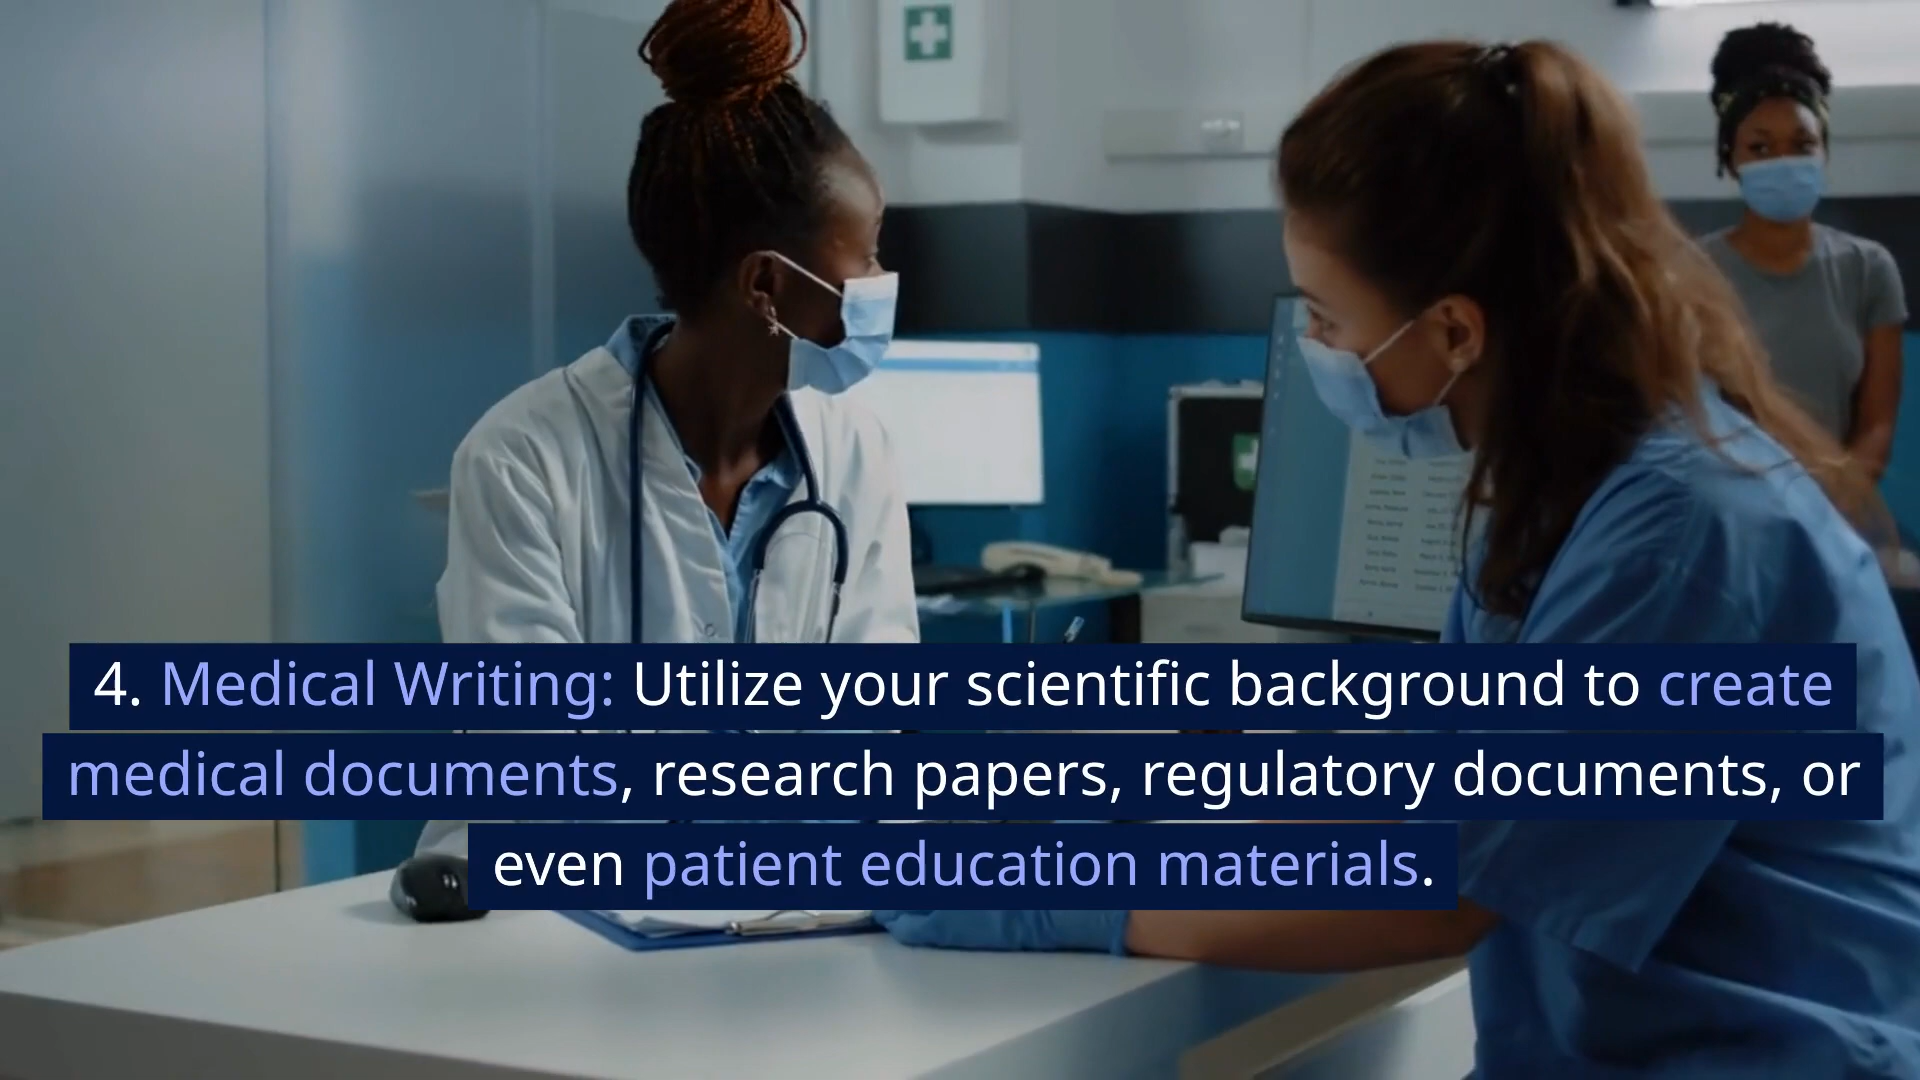 4. Medical Writing: Utilize your scientific background to create
medical documents, research papers, regulatory documents, or
even patient education materials.